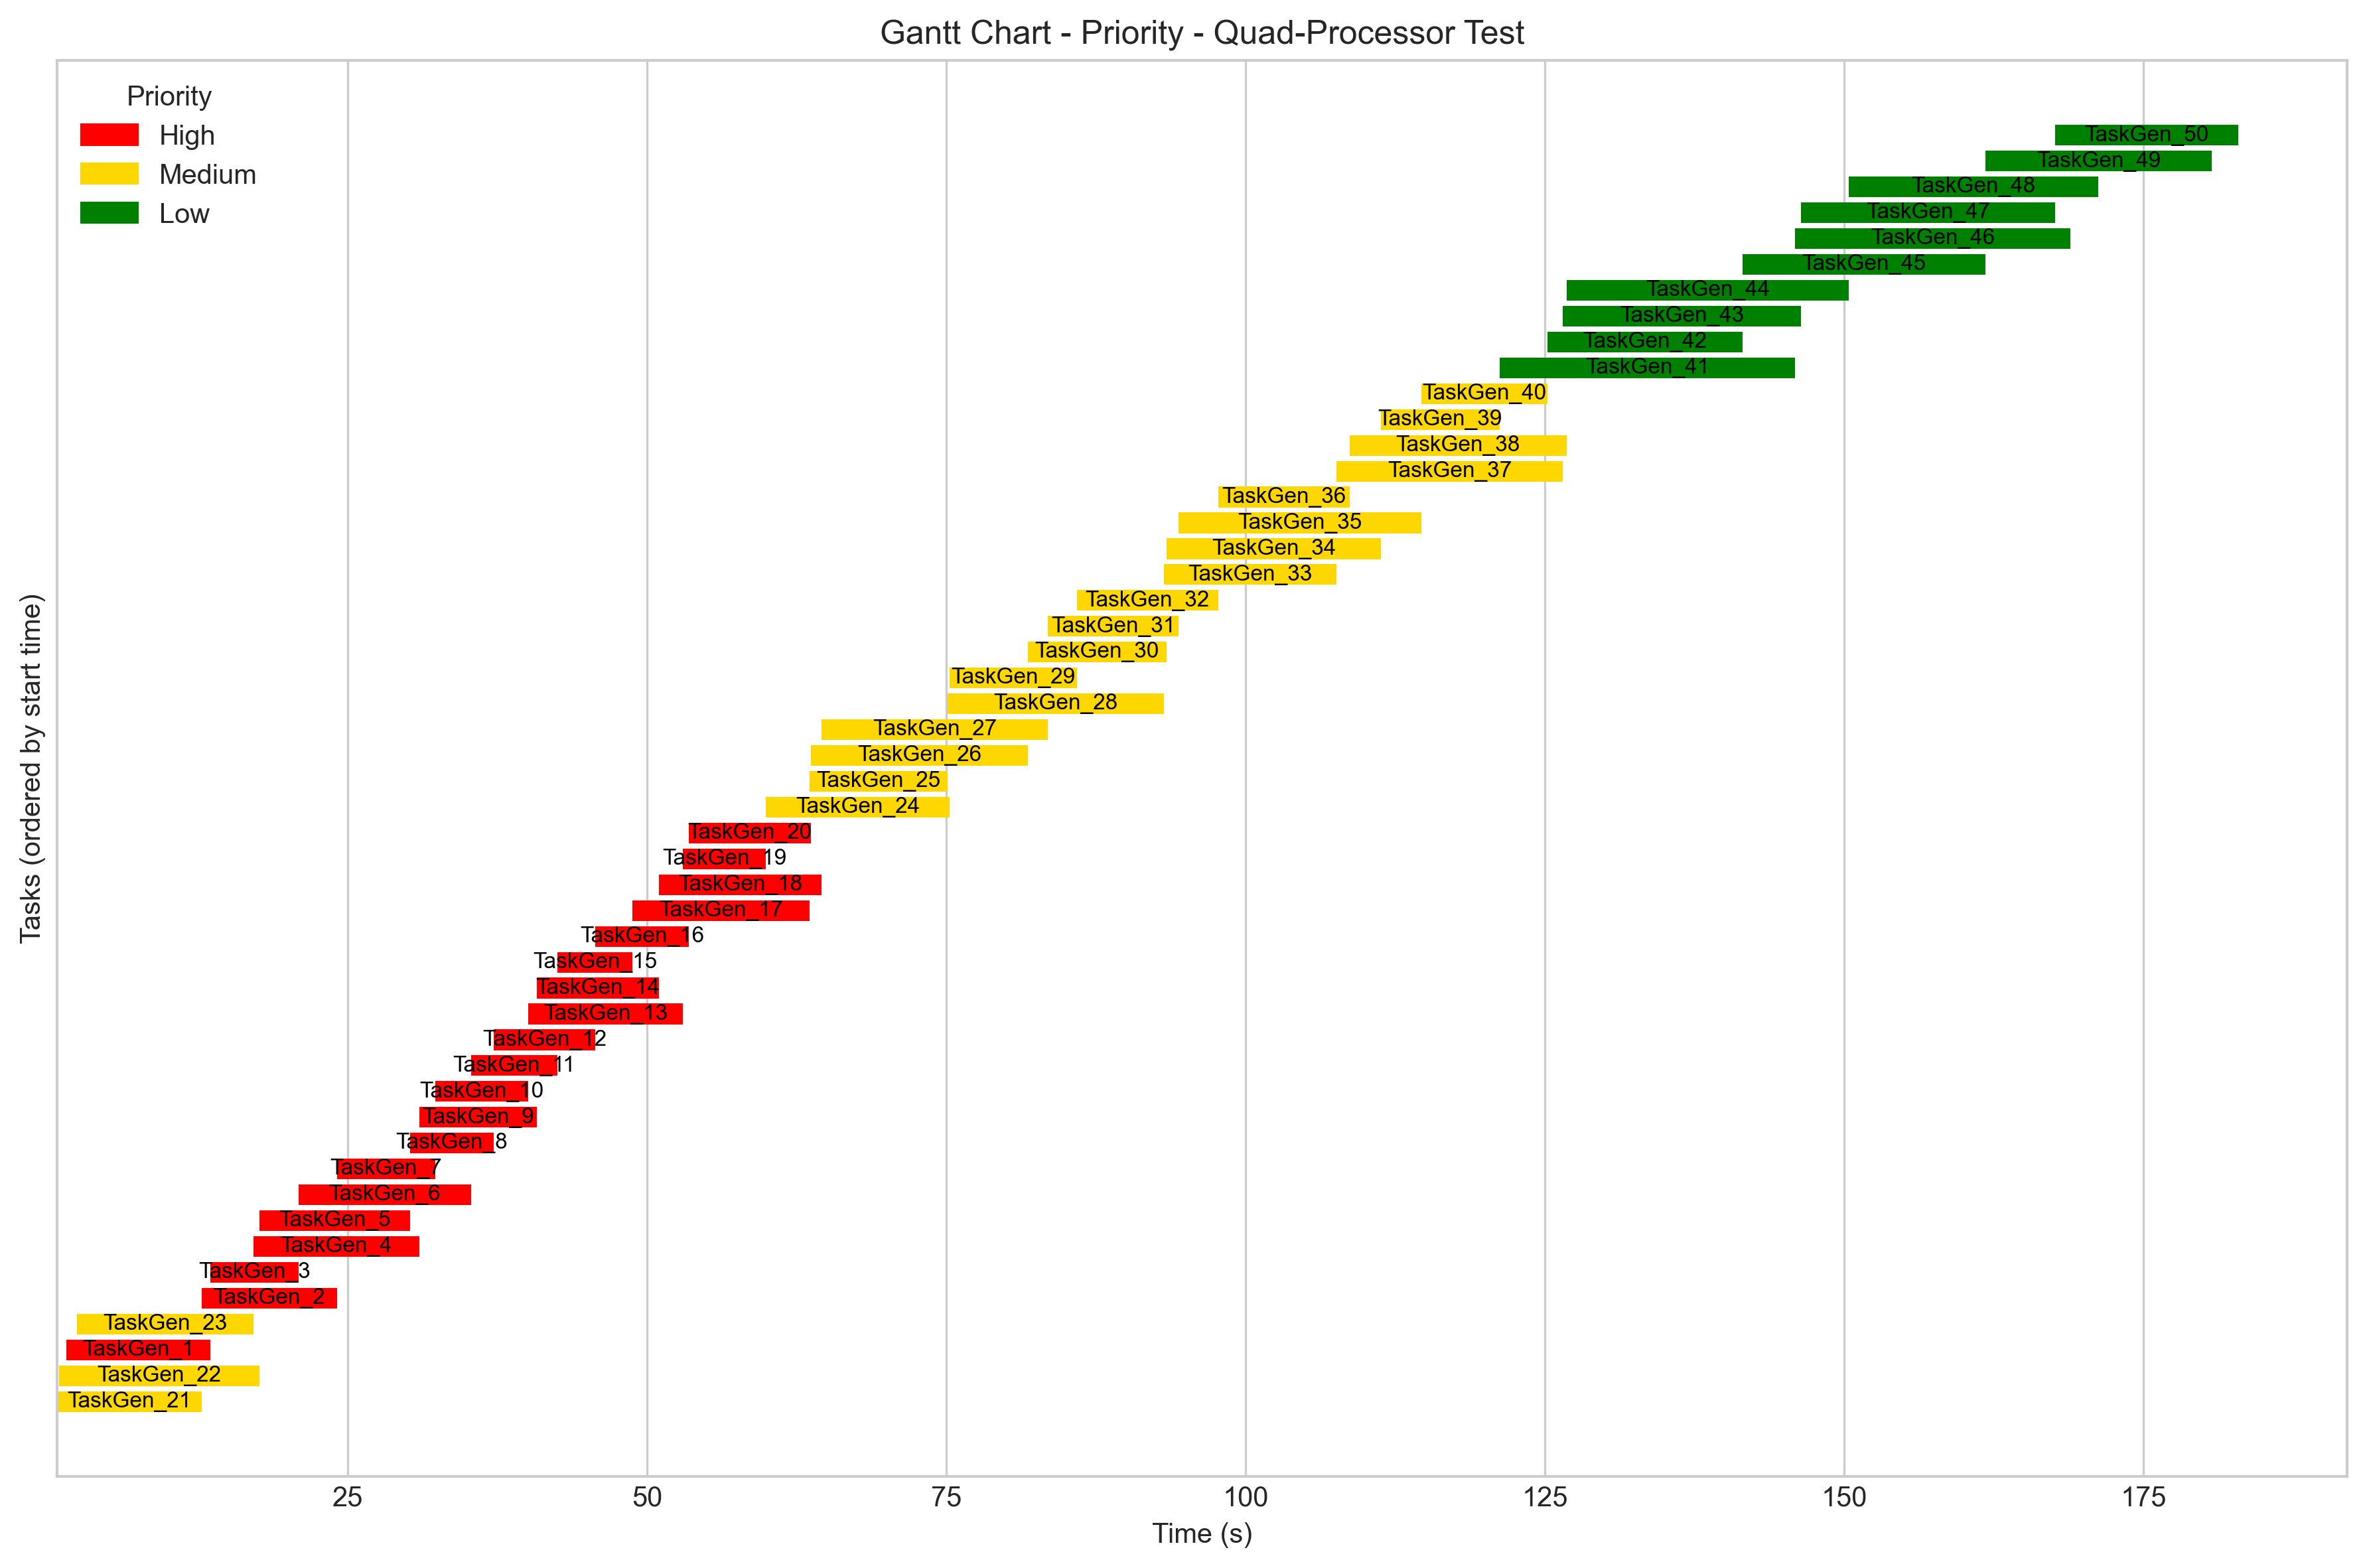 Gantt Chart - Priority - Quad-Processor Test
Priority
High
Medium
Low
TaskGen_50
TaskGen_49
TaskGen_48
TaskGen_47
TaskGen_46
TaskGen_45
TaskGen_44
TaskGen_43
TaskGen_42
TaskGen_41
TaskGen_40
TaskGen_39
TaskGen_38
TaskGen_37
TaskGen_36
TaskGen_35
TaskGen_34
TaskGen_33
TaskGen_32
TaskGen_31
TaskGen_30
TaskGen_29
TaskGen_28
TaskGen_27
TaskGen_26
TaskGen_25
TaskGen_24
TaskGen_20
TaskGen_19
TaskGen_18
TaskGen_17
TaskGen_16
TaskGen_15
TaskGen_14
TaskGen_13
TaskGen_12
TaskGen_11
TaskGen_10
TaskGen_9
TaskGen_8
TaskGen_7
TaskGen_6
TaskGen_5
TaskGen_4
TaskGen_3
TaskGen_2
TaskGen_23
TaskGen_1
TaskGen_22
TaskGen_21
Tasks (ordered by start time)
25 50 75 100 125 150 175
Time (s)